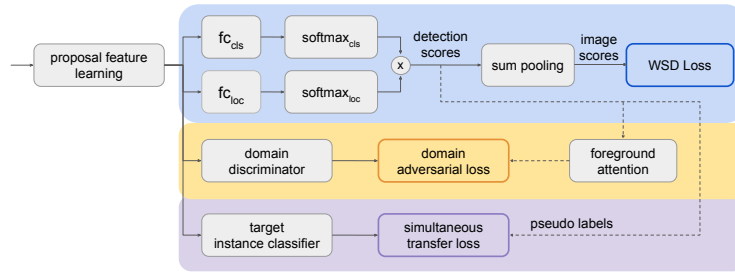 proposal feature
learning
fc_cls
softmax_cls
fc_loc
softmax_loc
x
detection
scores
sum pooling
image
scores
WSD Loss
domain
discriminator
domain
adversarial loss
foreground
attention
target
instance classifier
simultaneous
transfer loss
pseudo labels